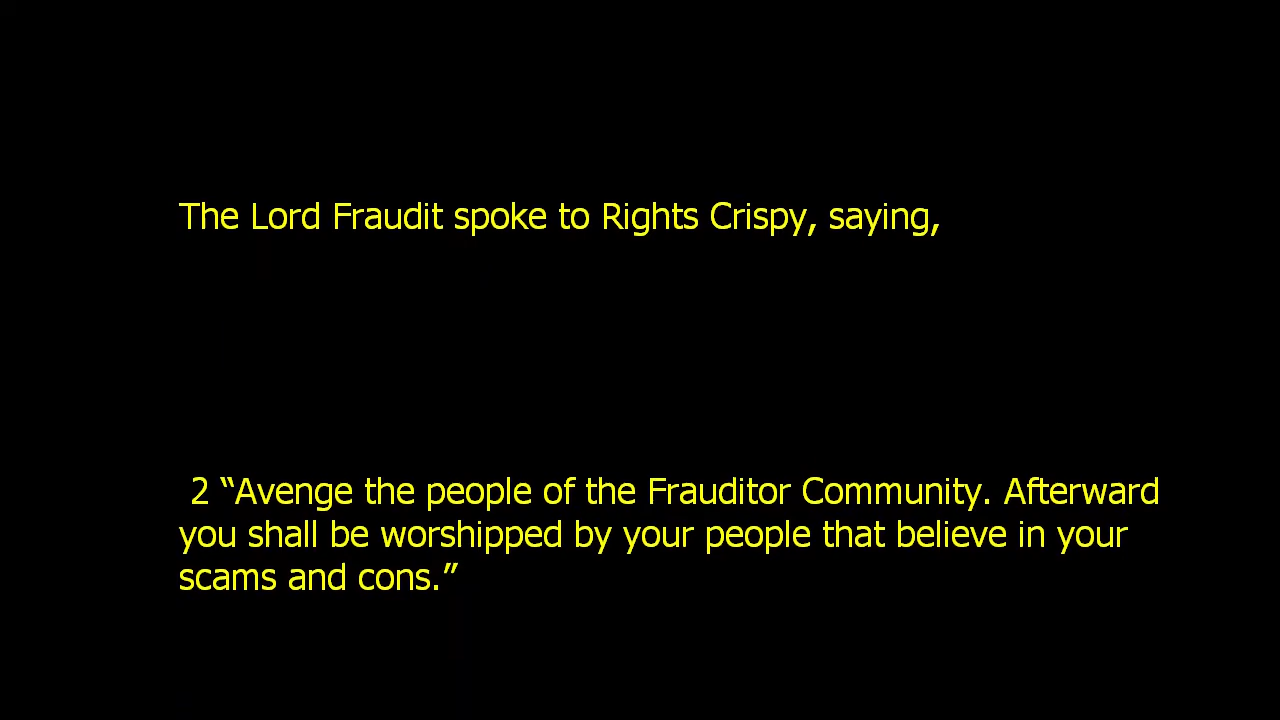 The Lord Fraudit spoke to Rights Crispy, saying,
2 “Avenge the people of the Frauditor Community. Afterward
you shall be worshipped by your people that believe in your
scams and cons.”